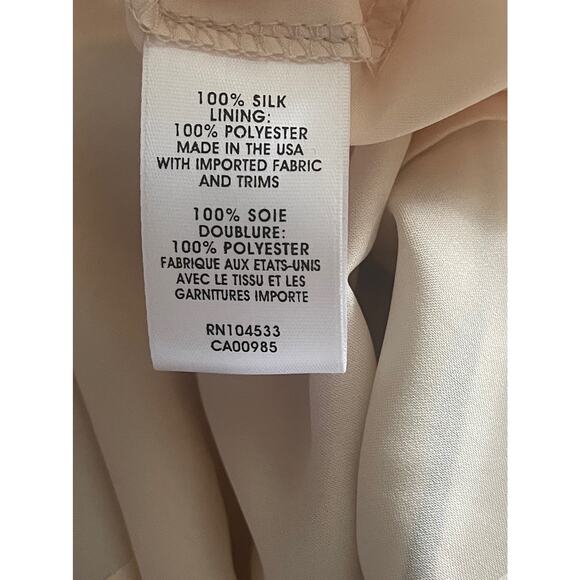 100% SILK
LINING:
100% POLYESTER
MADE IN THE USA
WITH IMPORTED FABRIC
AND TRIMS
100% SOIE
DOUBLURE:
100% POLYESTER
FABRIQUE AUX ETATS-UNIS
AVEC LE TISSU ET LES
GARNITURES IMPORTE
RN104533
CA00985